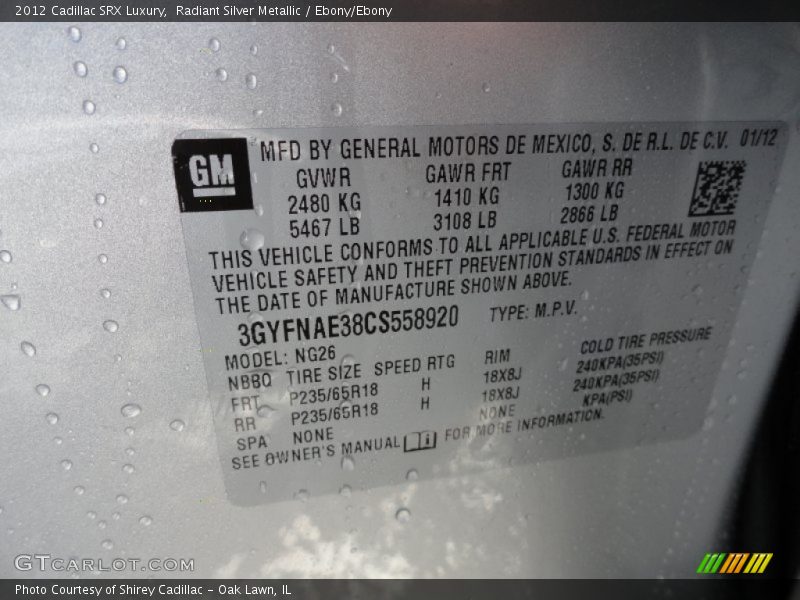 2012 Cadillac SRX Luxury, Radiant Silver Metallic / Ebony/Ebony
GM
MFD BY GENERAL MOTORS DE MEXICO, S. DE R.L. DE C.V. 01/12
GVWR GAWR FRT GAWR RR
2480 KG 1410 KG 1300 KG
5467 LB 3108 LB 2866 LB
THIS VEHICLE CONFORMS TO ALL APPLICABLE U.S. FEDERAL MOTOR
VEHICLE SAFETY AND THEFT PREVENTION STANDARDS IN EFFECT ON
THE DATE OF MANUFACTURE SHOWN ABOVE.
3GYFNAE38CS558920 TYPE: M.P.V.
MODEL: NG26
NBBQ TIRE SIZE SPEED RTG RIM COLD TIRE PRESSURE
FRT P235/65R18 H 18X8J 240KPA(35PSI)
RR P235/65R18 H 18X8J 240KPA(35PSI)
SPA NONE NONE KPA(PSI)
SEE OWNER'S MANUAL FOR MORE INFORMATION.
GTCARLOT.COM
Photo Courtesy of Shirey Cadillac - Oak Lawn, IL